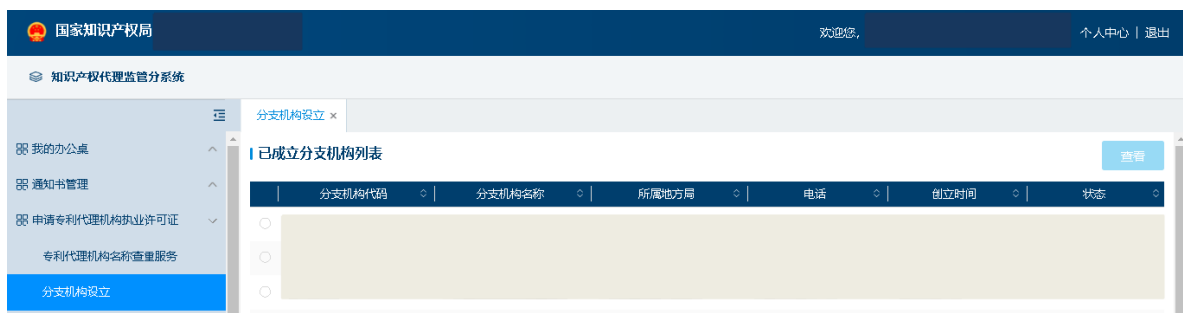 国家知识产权局
欢迎您,
个人中心 | 退出
知识产权代理监管分系统
分支机构设立 ×
我的办公桌
已成立分支机构列表
查看
通知书管理
分支机构代码 分支机构名称 所属地方局 电话 创立时间 状态
申请专利代理机构执业许可证
专利代理机构名称查重服务
分支机构设立